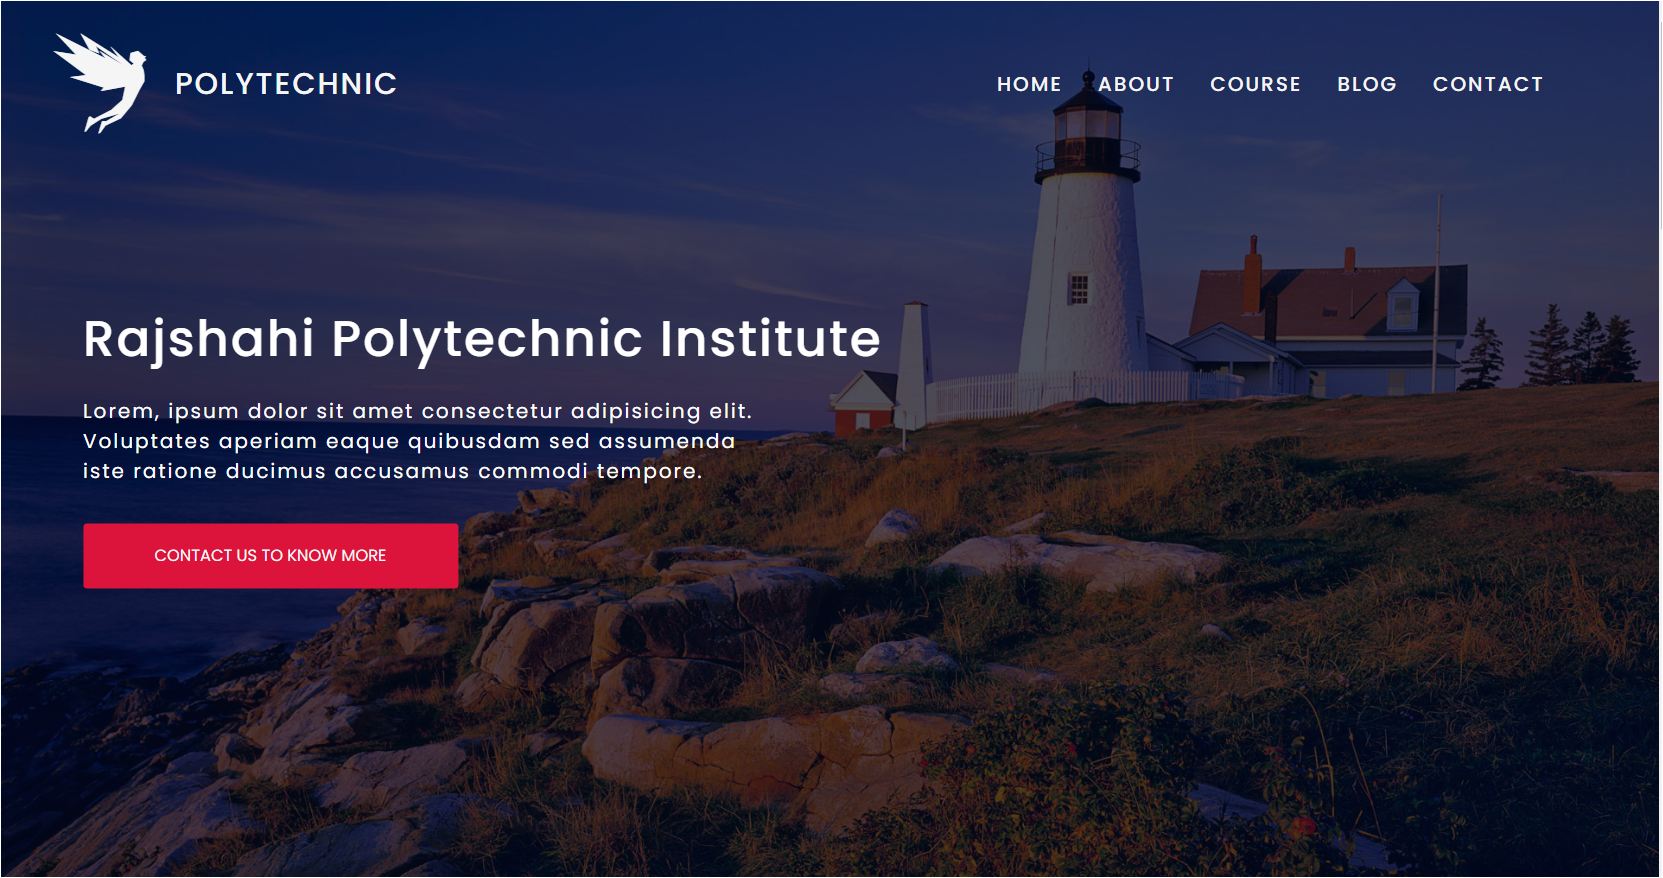 POLYTECHNIC
HOME ABOUT COURSE BLOG CONTACT
Rajshahi Polytechnic Institute
Lorem, ipsum dolor sit amet consectetur adipisicing elit.
Voluptates aperiam eaque quibusdam sed assumenda
iste ratione ducimus accusamus commodi tempore.
CONTACT US TO KNOW MORE